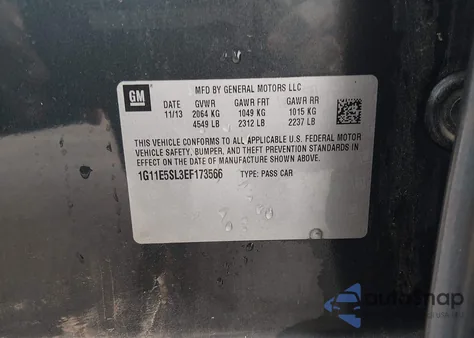 MFD BY GENERAL MOTORS LLC
GM
DATE GVWR GAWR FRT GAWR RR
11/13 2064 KG 1049 KG 1015 KG
4549 LB 2312 LB 2237 LB
THIS VEHICLE CONFORMS TO ALL APPLICABLE U.S. FEDERAL MOTOR
VEHICLE SAFETY, BUMPER, AND THEFT PREVENTION STANDARDS IN
EFFECT ON THE DATE OF MANUFACTURE SHOWN ABOVE.
1G11E5SL3EF173566 TYPE: PASS CAR